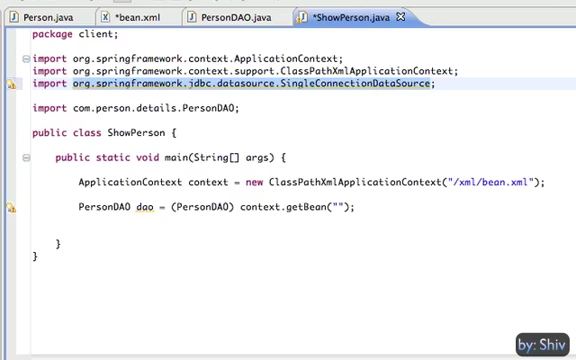 Person.java *bean.xml PersonDAO.java *ShowPerson.java
package client;
import org.springframework.context.ApplicationContext;
import org.springframework.context.support.ClassPathXmlApplicationContext;
import org.springframework.jdbc.datasource.SingleConnectionDataSource;
import com.person.details.PersonDAO;
public class ShowPerson {
public static void main(String[] args) {
ApplicationContext context = new ClassPathXmlApplicationContext("/xml/bean.xml");
PersonDAO dao = (PersonDAO) context.getBean("");
}
}
by: Shiv